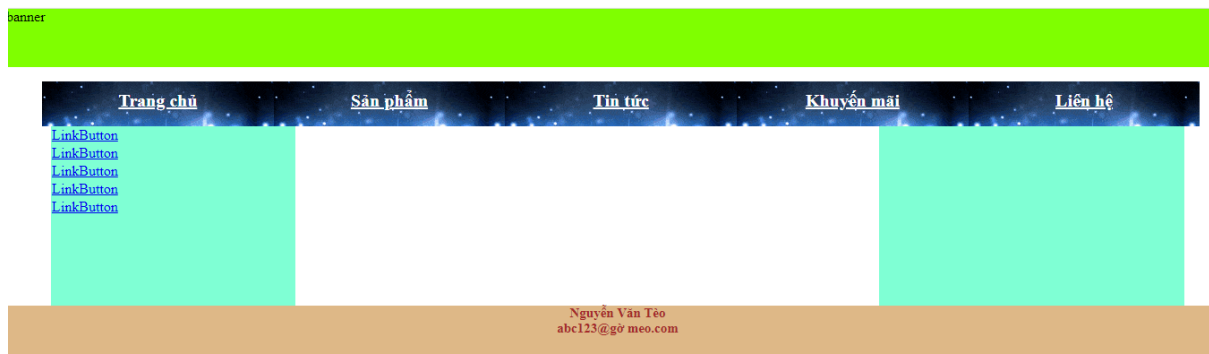 banner
Trang chủ Sản phẩm Tin tức Khuyến mãi Liên hệ
LinkButton
LinkButton
LinkButton
LinkButton
LinkButton
Nguyễn Văn Tèo
abc123@gờ meo.com